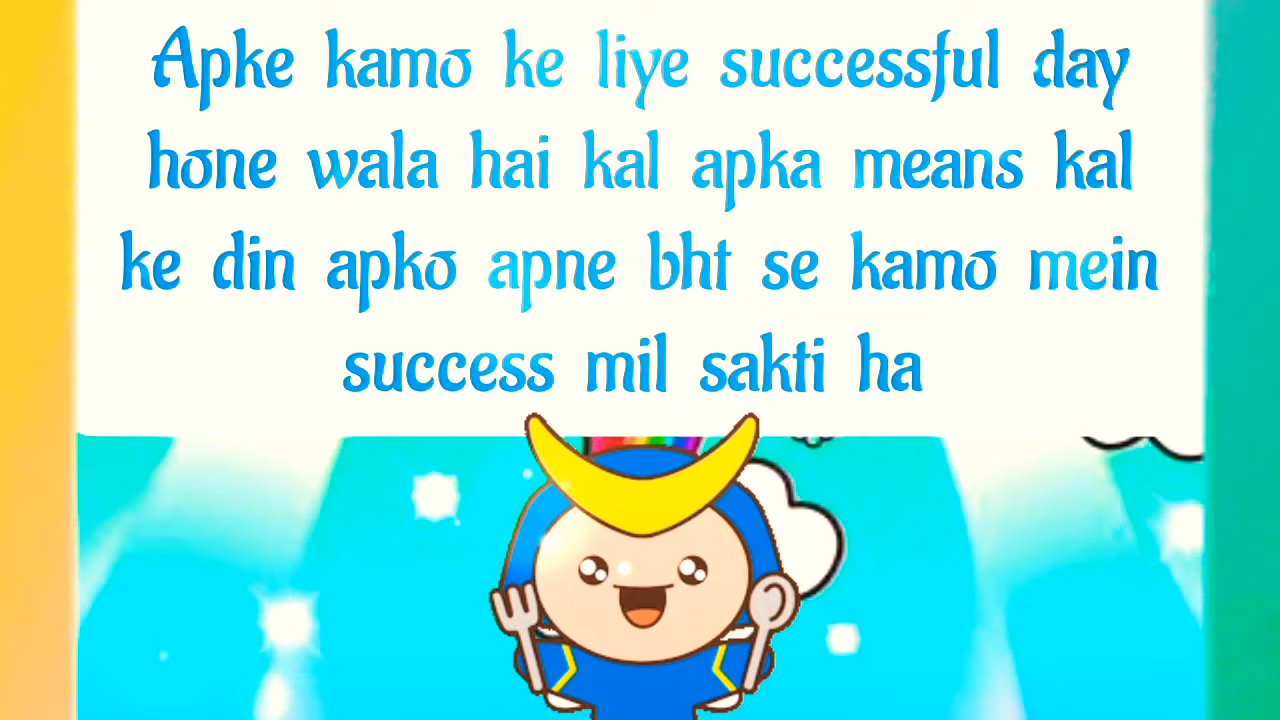 Apke kamo ke liye successful day
hone wala hai kal apka means kal
ke din apko apne bht se kamo mein
success mil sakti ha